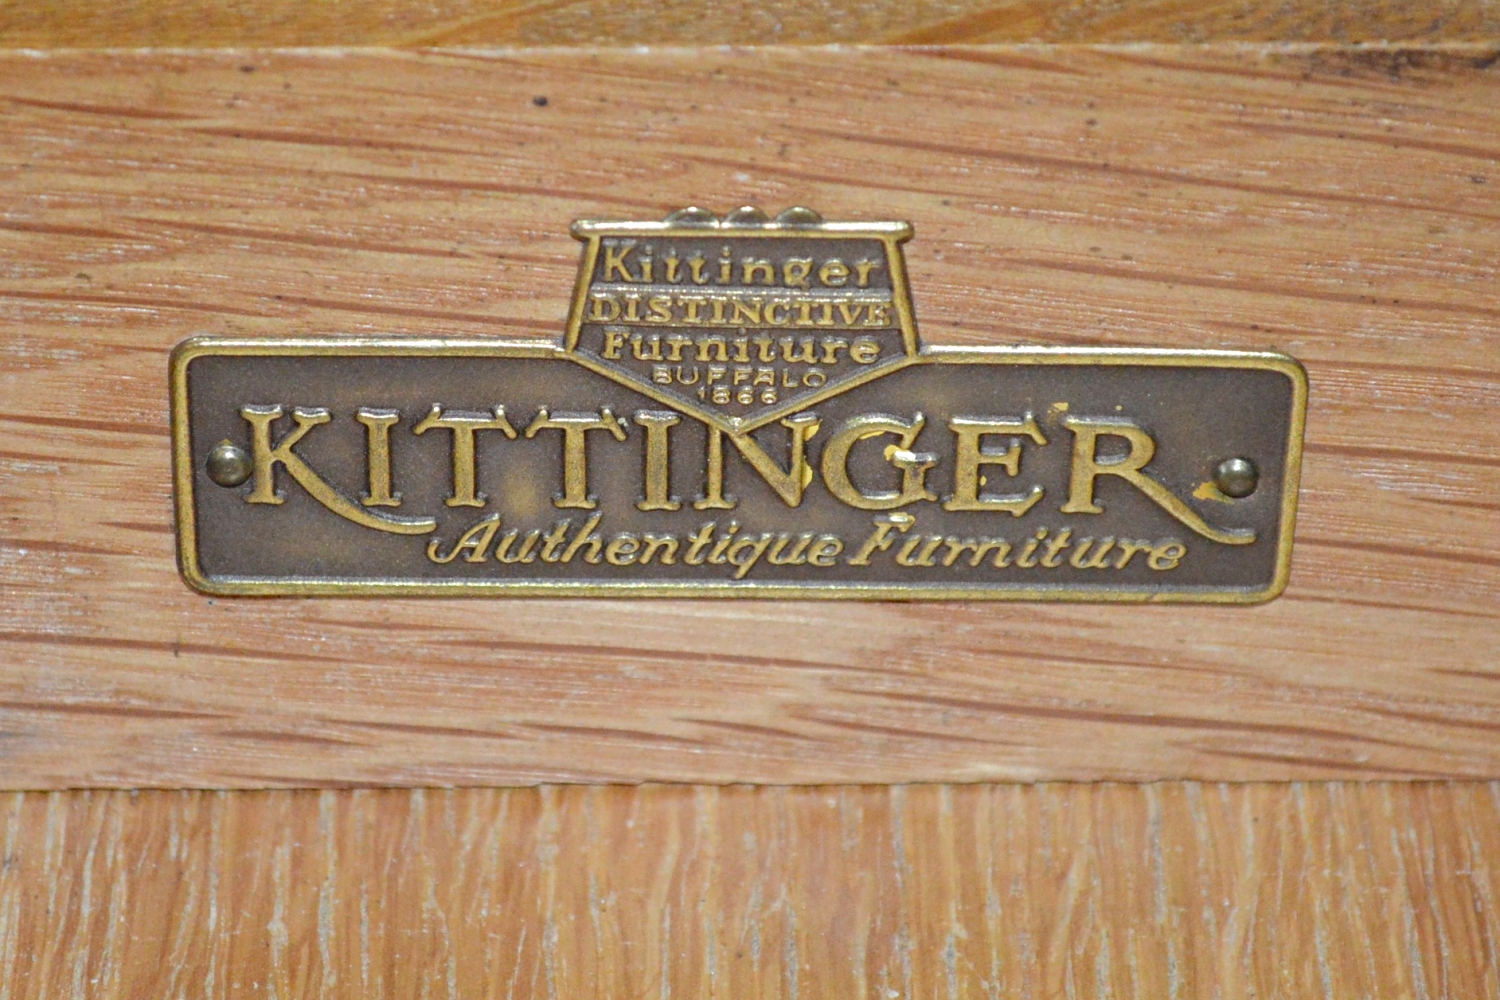 Kittinger
DISTINCTIVE
Furniture
BUFFALO
1866
KITTINGER
Authentique Furniture